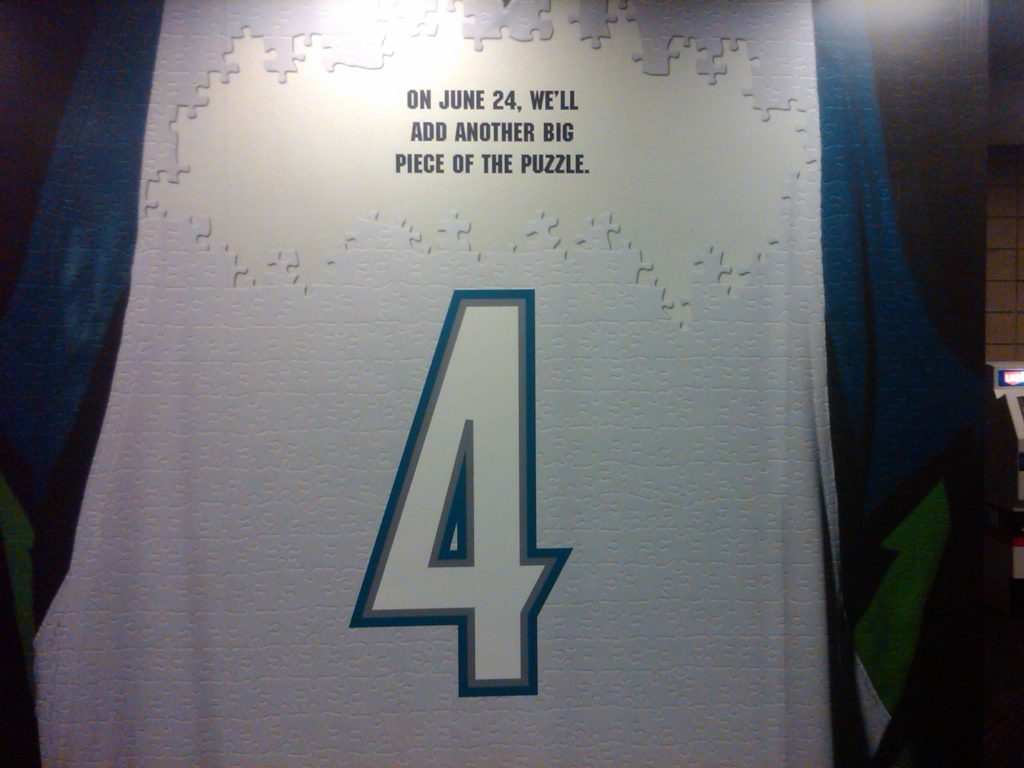 ON JUNE 24, WE'LL
ADD ANOTHER BIG
PIECE OF THE PUZZLE.
4